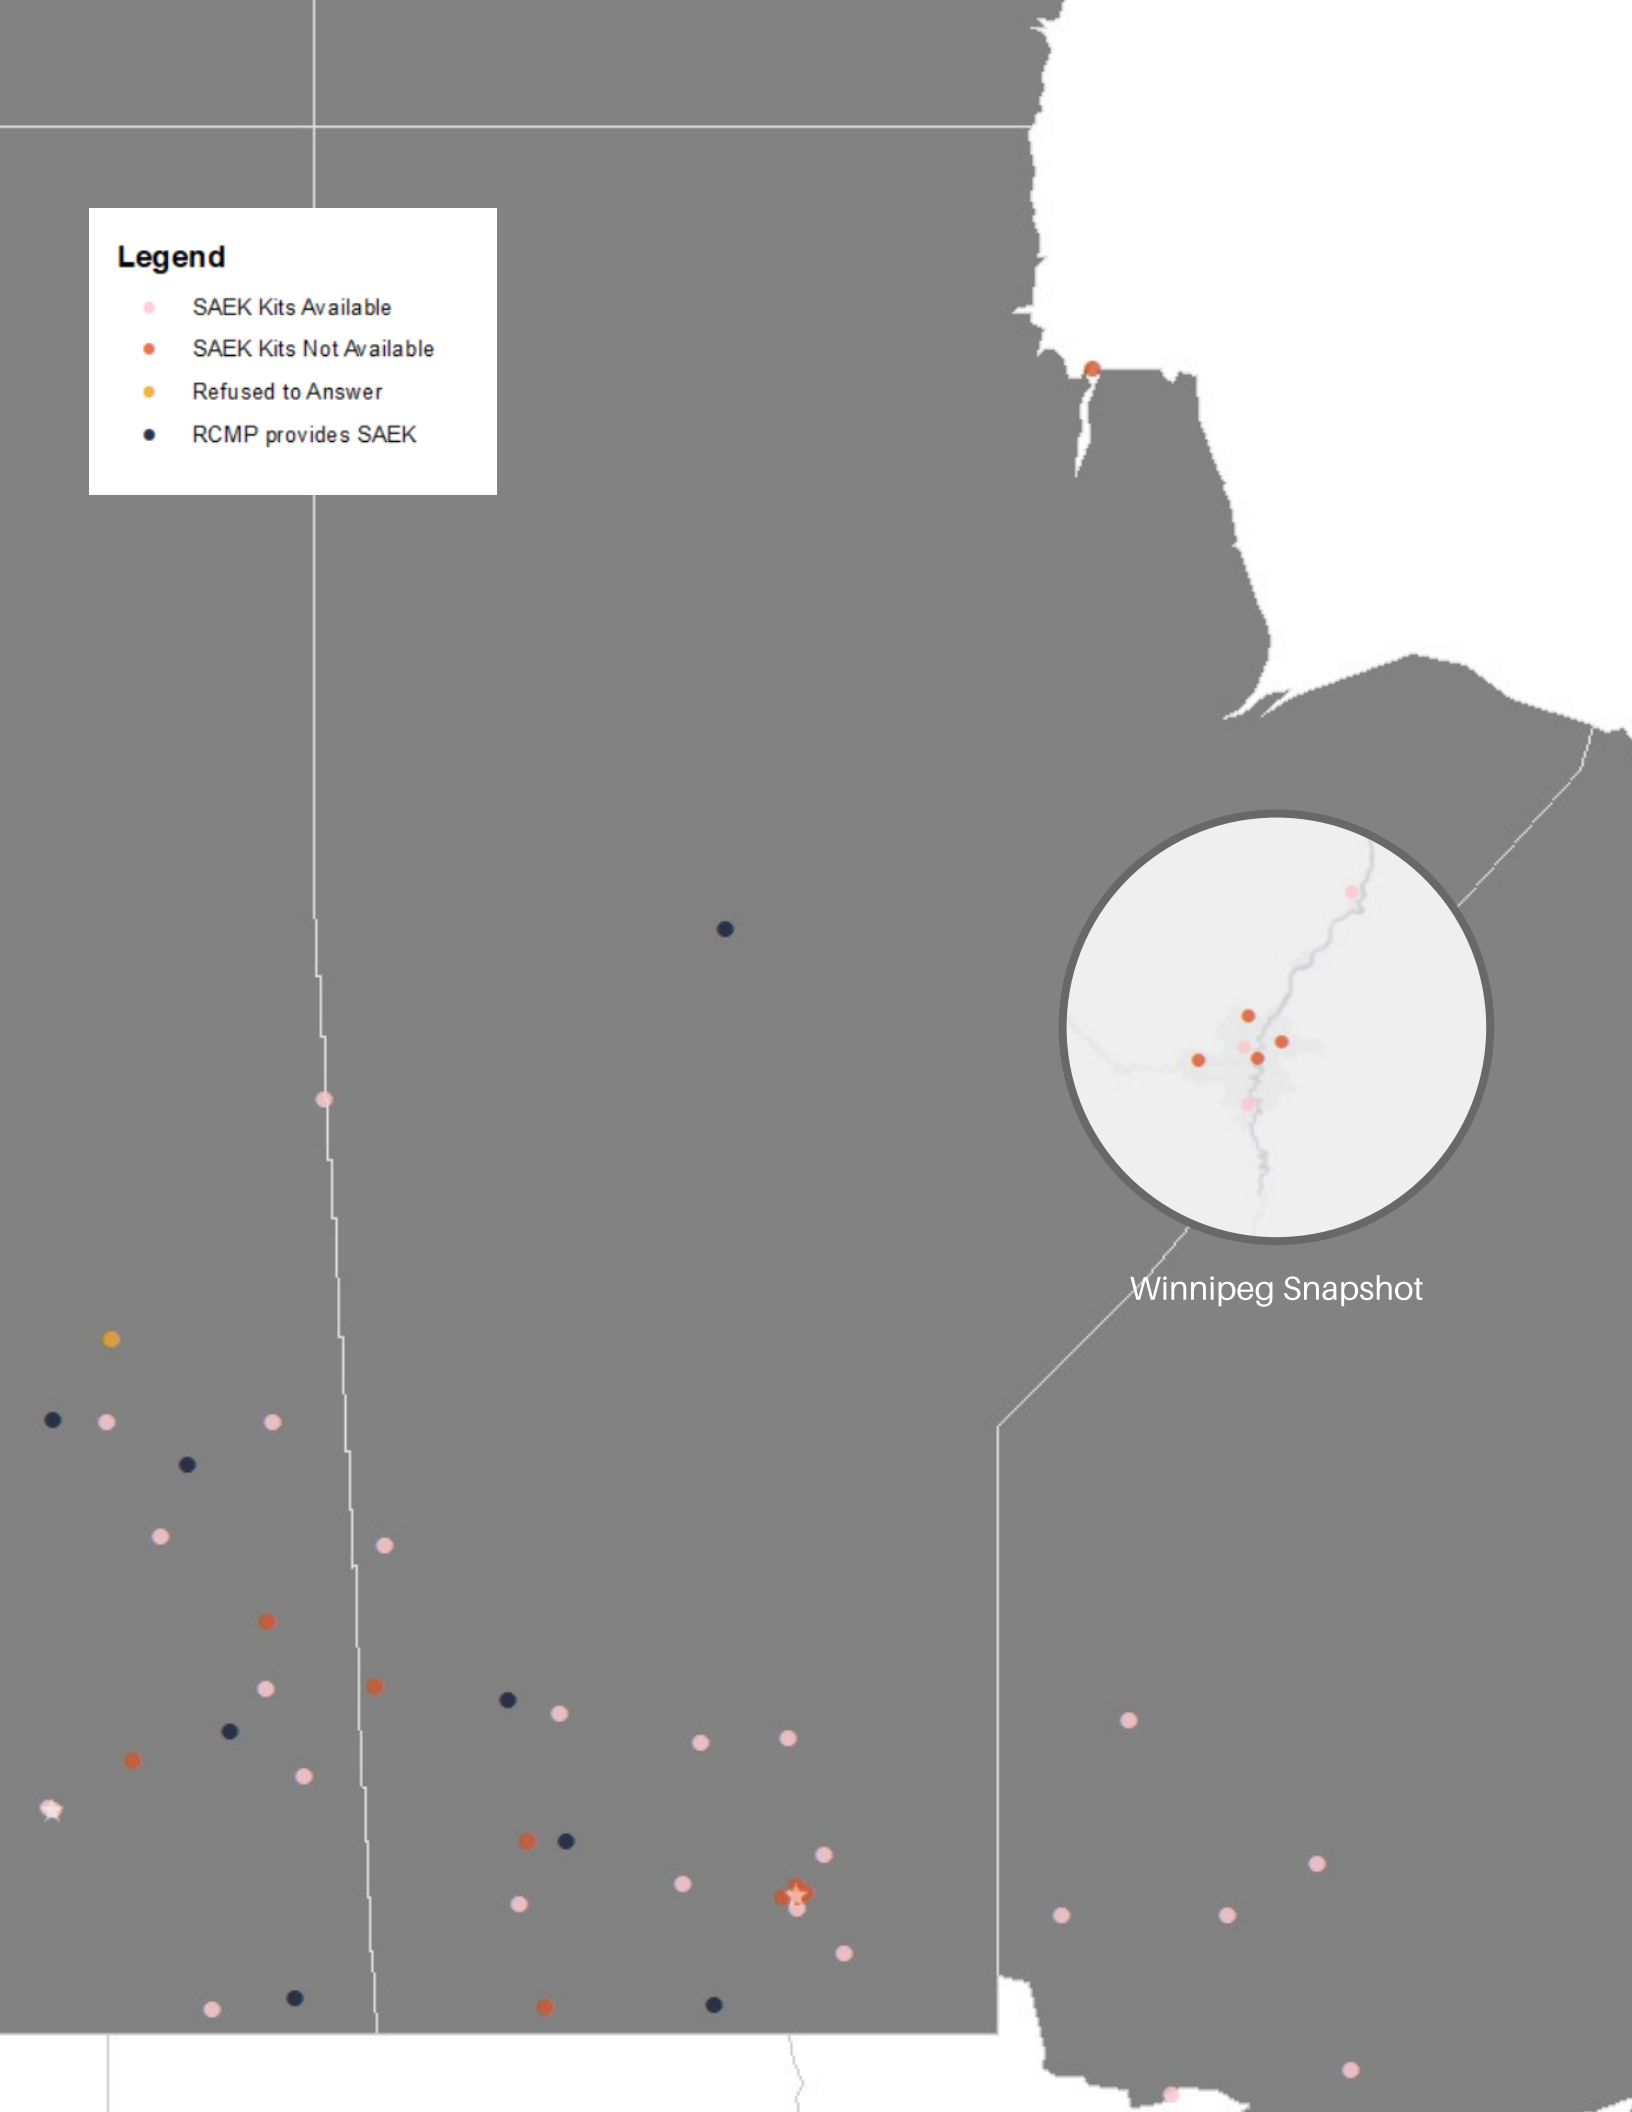 Legend
SAEK Kits Available
SAEK Kits Not Available
Refused to Answer
RCMP provides SAEK
Winnipeg Snapshot